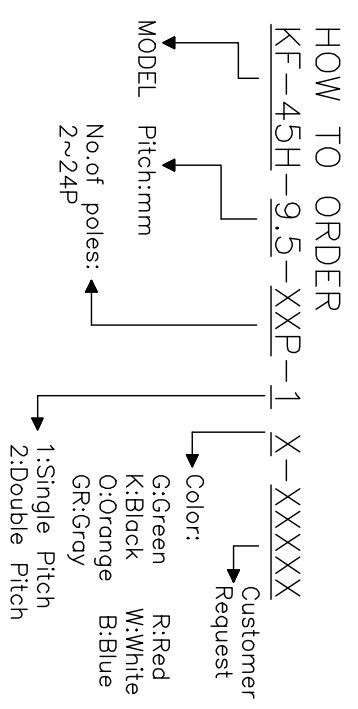 HOW TO ORDER
KF-45H-9.5-XXP-1 X-XXXXX
MODEL
Pitch:mm
No.of poles:
2~24P
1:Single Pitch
2:Double Pitch
Color:
G:Green R:Red
K:Black W:White
O:Orange B:Blue
GR:Gray
Customer
Request